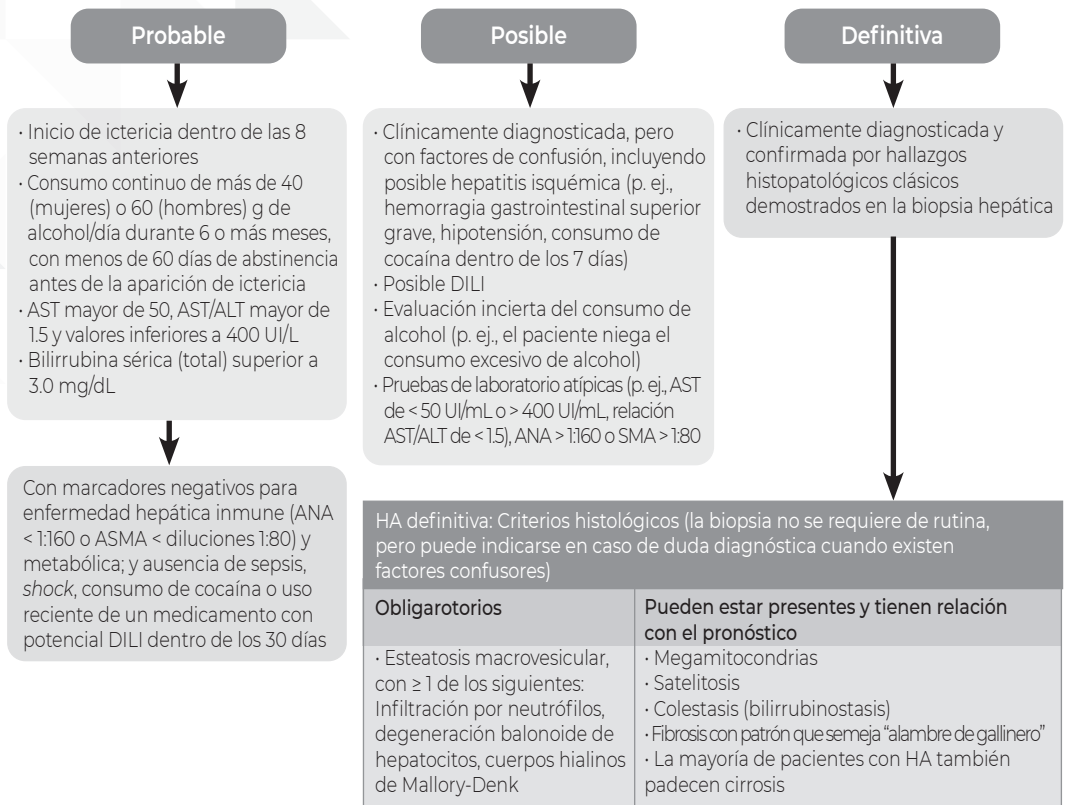 Probable
· Inicio de ictericia dentro de las 8
semanas anteriores
· Consumo continuo de más de 40
(mujeres) o 60 (hombres) g de
alcohol/día durante 6 o más meses,
con menos de 60 días de abstinencia
antes de la aparición de ictericia
· AST mayor de 50, AST/ALT mayor de
1.5 y valores inferiores a 400 UI/L
· Bilirrubina sérica (total) superior a
3.0 mg/dL
Con marcadores negativos para
enfermedad hepática inmune (ANA
< 1:160 o ASMA < diluciones 1:80) y
metabólica; y ausencia de sepsis,
shock, consumo de cocaína o uso
reciente de un medicamento con
potencial DILI dentro de los 30 días
Posible
· Clínicamente diagnosticada, pero
con factores de confusión, incluyendo
posible hepatitis isquémica (p. ej.,
hemorragia gastrointestinal superior
grave, hipotensión, consumo de
cocaína dentro de los 7 días)
· Posible DILI
· Evaluación incierta del consumo de
alcohol (p. ej., el paciente niega el
consumo excesivo de alcohol)
· Pruebas de laboratorio atípicas (p. ej., AST
de < 50 UI/mL o > 400 UI/mL, relación
AST/ALT de < 1.5), ANA > 1:160 o SMA > 1:80
Definitiva
· Clínicamente diagnosticada y
confirmada por hallazgos
histopatológicos clásicos
demostrados en la biopsia hepática
HA definitiva: Criterios histológicos (la biopsia no se requiere de rutina,
pero puede indicarse en caso de duda diagnóstica cuando existen
factores confusores)
Obligarotorios
· Esteatosis macrovesicular,
con ≥ 1 de los siguientes:
Infiltración por neutrófilos,
degeneración balonoide de
hepatocitos, cuerpos hialinos
de Mallory-Denk
Pueden estar presentes y tienen relación
con el pronóstico
· Megamitocondrias
· Satelitosis
· Colestasis (bilirrubinostasis)
· Fibrosis con patrón que semeja “alambre de gallinero”
· La mayoría de pacientes con HA también
padecen cirrosis